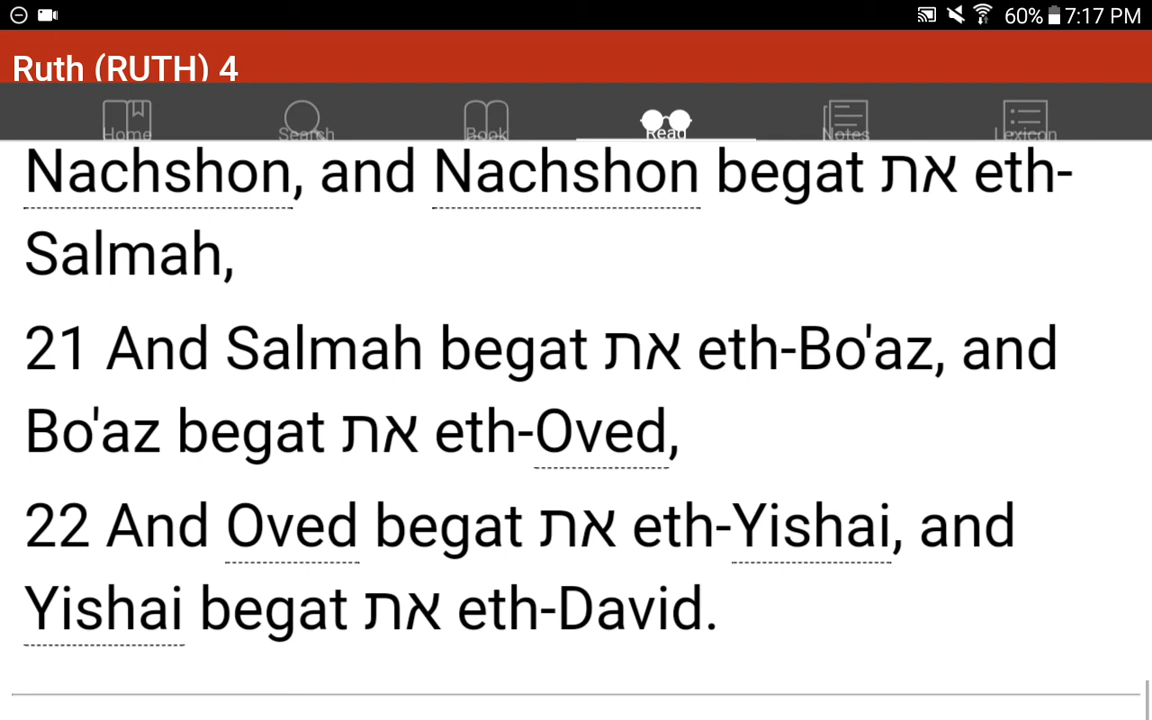 60% 7:17 PM
Ruth (RUTH) 4
Home Search Book Read Notes Lexicon
Nachshon, and Nachshon begat את eth-
Salmah,
21 And Salmah begat את eth-Bo'az, and
Bo'az begat את eth-Oved,
22 And Oved begat את eth-Yishai, and
Yishai begat את eth-David.